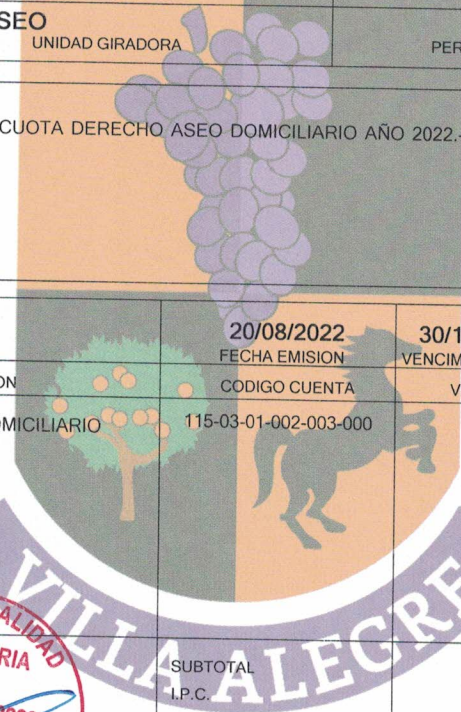 SEO
UNIDAD GIRADORA
PER
CUOTA DERECHO ASEO DOMICILIARIO AÑO 2022.-
20/08/2022 30/1
FECHA EMISION VENCIM
ON CODIGO CUENTA V
OMICILIARIO 115-03-01-002-003-000
VILLA ALEGRE
ALIDAD
RIA
SUBTOTAL
I.P.C.